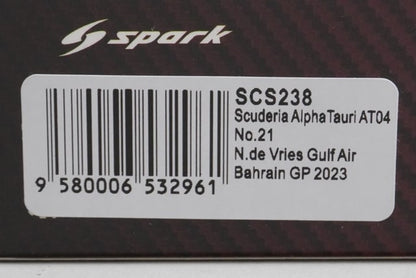 spark
SCS238
Scuderia AlphaTauri AT04
No.21
N.de Vries Gulf Air
Bahrain GP 2023
9 580006 532961